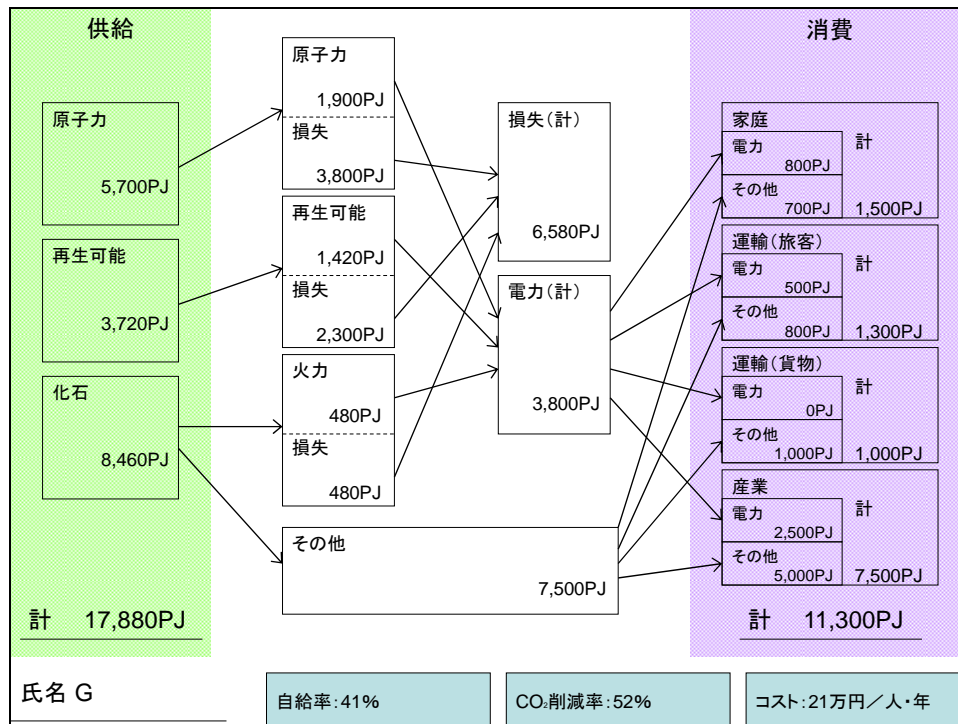 供給
原子力
5,700PJ
再生可能
3,720PJ
化石
8,460PJ
計 17,880PJ
原子力
1,900PJ
損失
3,800PJ
再生可能
1,420PJ
損失
2,300PJ
火力
480PJ
損失
480PJ
その他
7,500PJ
損失(計)
6,580PJ
電力(計)
3,800PJ
消費
家庭
電力
800PJ
その他
700PJ
計
1,500PJ
運輸(旅客)
電力
500PJ
その他
800PJ
計
1,300PJ
運輸(貨物)
電力
0PJ
その他
1,000PJ
計
1,000PJ
産業
電力
2,500PJ
その他
5,000PJ
計
7,500PJ
計 11,300PJ
氏名 G
自給率:41%
CO₂削減率:52%
コスト:21万円/人・年